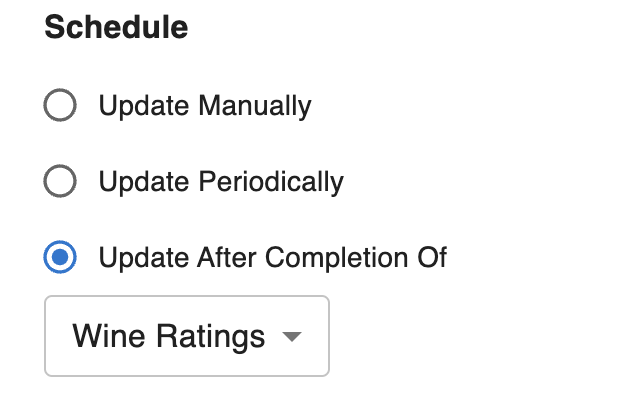 Schedule
Update Manually
Update Periodically
Update After Completion Of
Wine Ratings